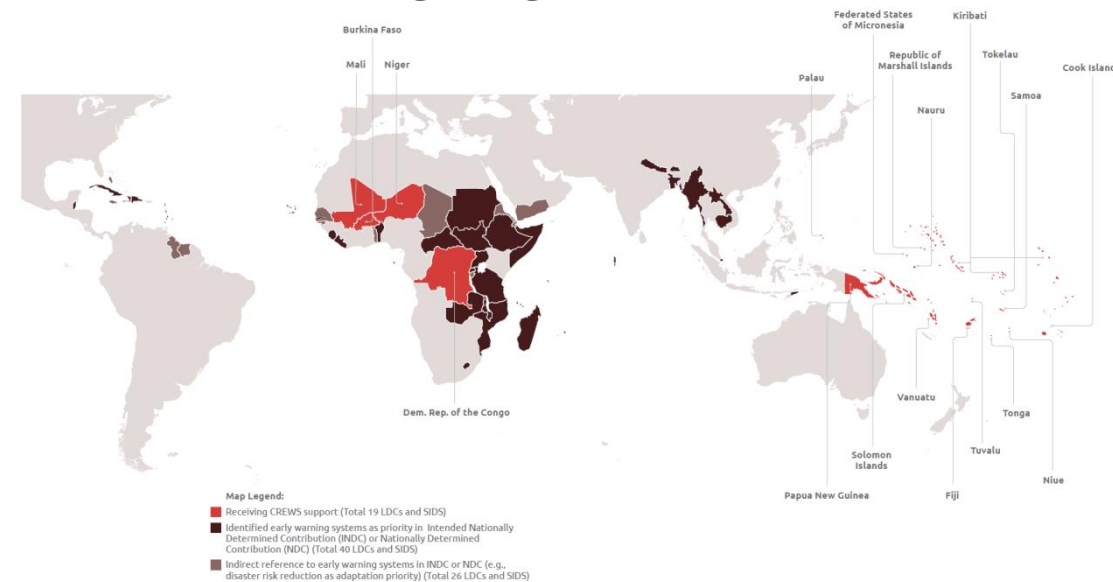 Federated States
of Micronesia
Kiribati
Burkina Faso
Republic of
Marshall Islands
Tokelau
Mali
Niger
Palau
Cook Island
Samoa
Nauru
Dem. Rep. of the Congo
Vanuatu
Tonga
Solomon
Islands
Tuvalu
Niue
Papua New Guinea
Fiji
Map Legend:
Receiving CREWS support (Total 19 LDCs and SIDS)
Identified early warning systems as priority in Intended Nationally
Determined Contribution (INDC) or Nationally Determined
Contribution (NDC) (Total 40 LDCs and SIDS)
Indirect reference to early warning systems in INDC or NDC (e.g.,
disaster risk reduction as adaptation priority) (Total 26 LDCs and SIDS)